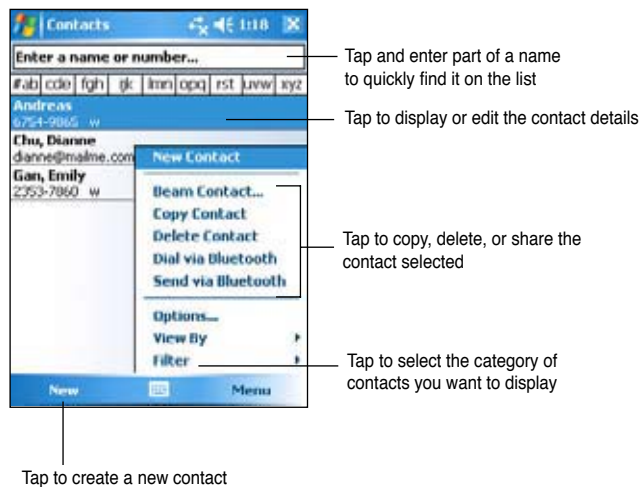 Contacts 1:18
Enter a name or number...
Tap and enter part of a name
to quickly find it on the list
#ab cde fgh ijk lmn opq rst uvw xyz
Andreas
6754-9865 w
Tap to display or edit the contact details
Chu, Dianne
dianne@mailme.com
Gan, Emily
2353-7860 w
New Contact
Beam Contact...
Copy Contact
Delete Contact
Dial via Bluetooth
Send via Bluetooth
Tap to copy, delete, or share the
contact selected
Options...
View By
Filter
Tap to select the category of
contacts you want to display
New Menu
Tap to create a new contact